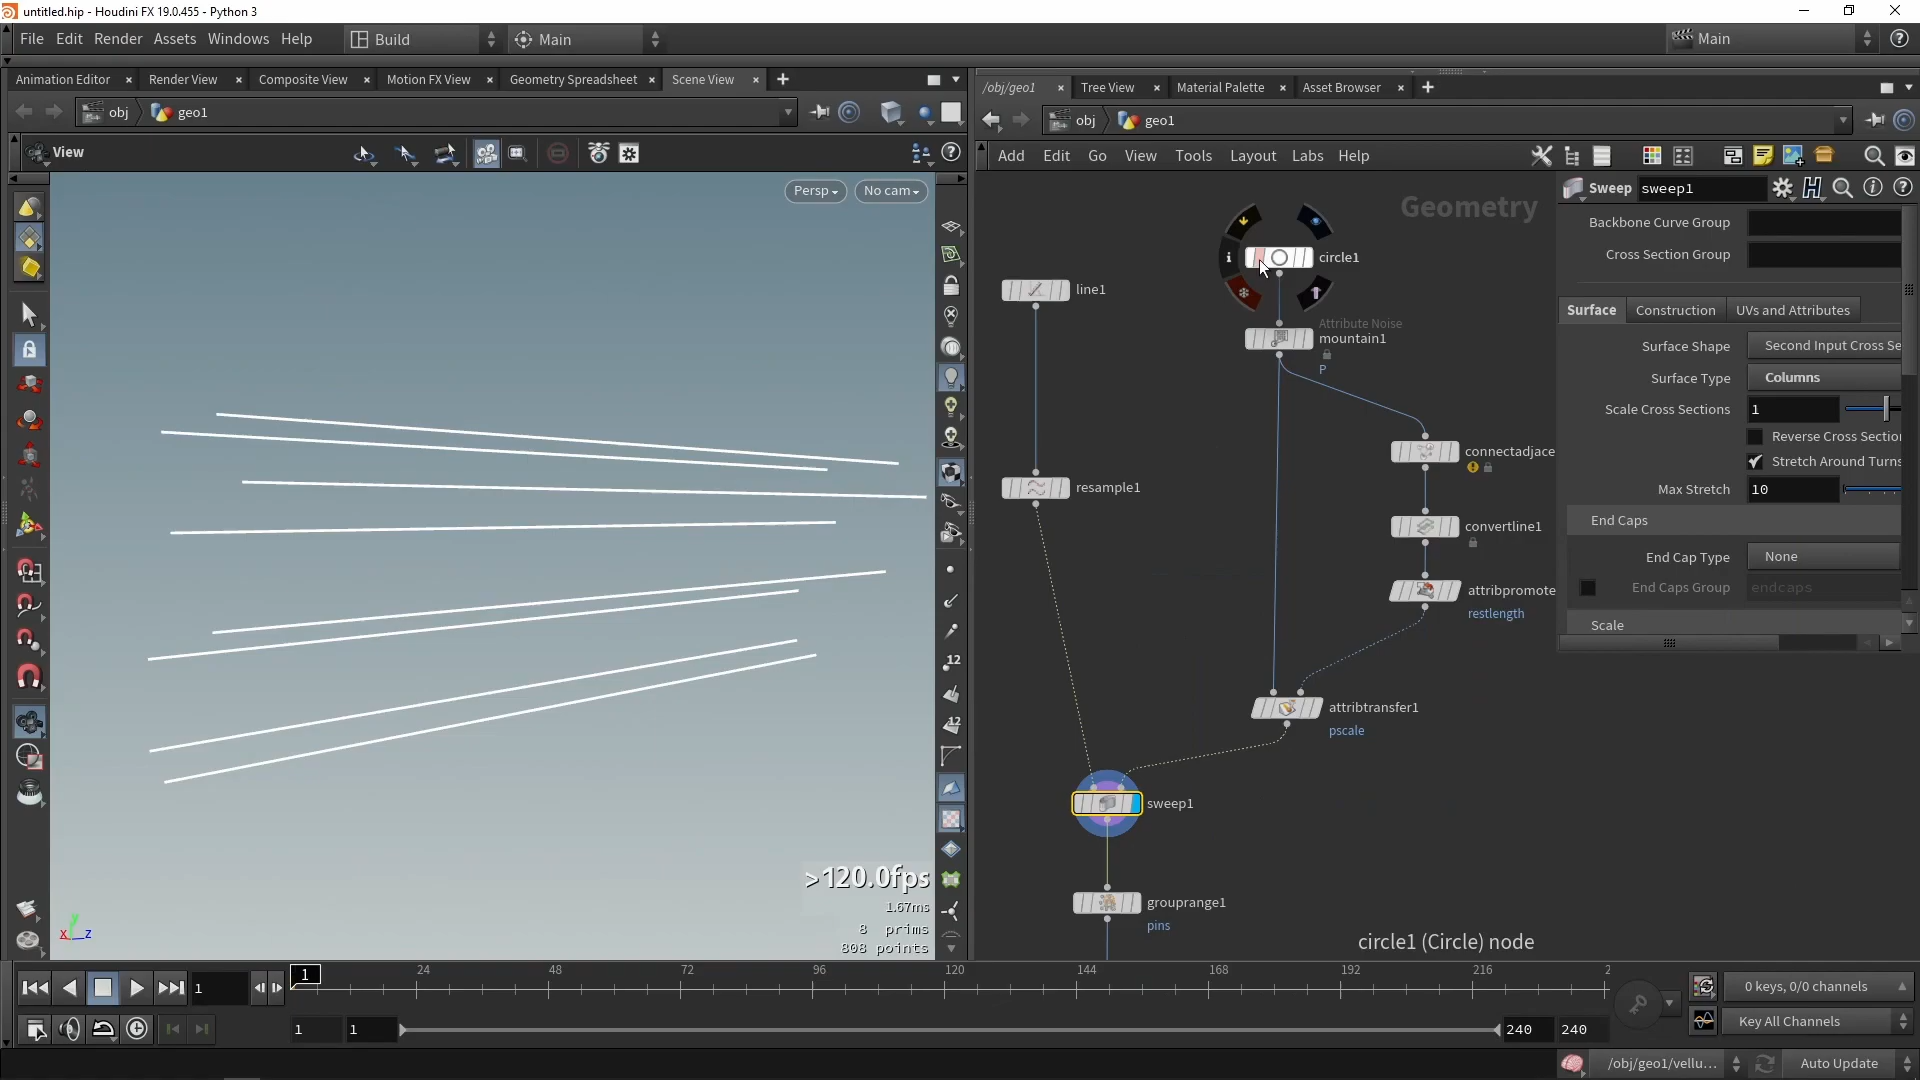 untitled.hip - Houdini FX 19.0.455 - Python 3
File Edit Render Assets Windows Help
Build
Main
Main
Animation Editor
Render View
Composite View
Motion FX View
Geometry Spreadsheet
Scene View
obj
geo1
View
Persp
No cam
>120.0fps
1.67ms
8 prims
808 points
x
z
12
12
/obj/geo1
Tree View
Material Palette
Asset Browser
obj
geo1
Add Edit Go View Tools Layout Labs Help
Geometry
circle1
line1
Attribute Noise
mountain1
P
connectadjace
resample1
convertline1
attribpromote
restlength
attribtransfer1
pscale
sweep1
grouprange1
pins
circle1 (Circle) node
Sweep
sweep1
Backbone Curve Group
Cross Section Group
Surface
Construction
UVs and Attributes
Surface Shape
Second Input Cross Se
Surface Type
Columns
Scale Cross Sections
1
Reverse Cross Sectio
Stretch Around Turns
Max Stretch
10
End Caps
End Cap Type
None
End Caps Group
endcaps
Scale
1
1
24
48
72
96
120
144
168
192
216
2
1
1
240
240
0 keys, 0/0 channels
Key All Channels
/obj/geo1/vellu...
Auto Update